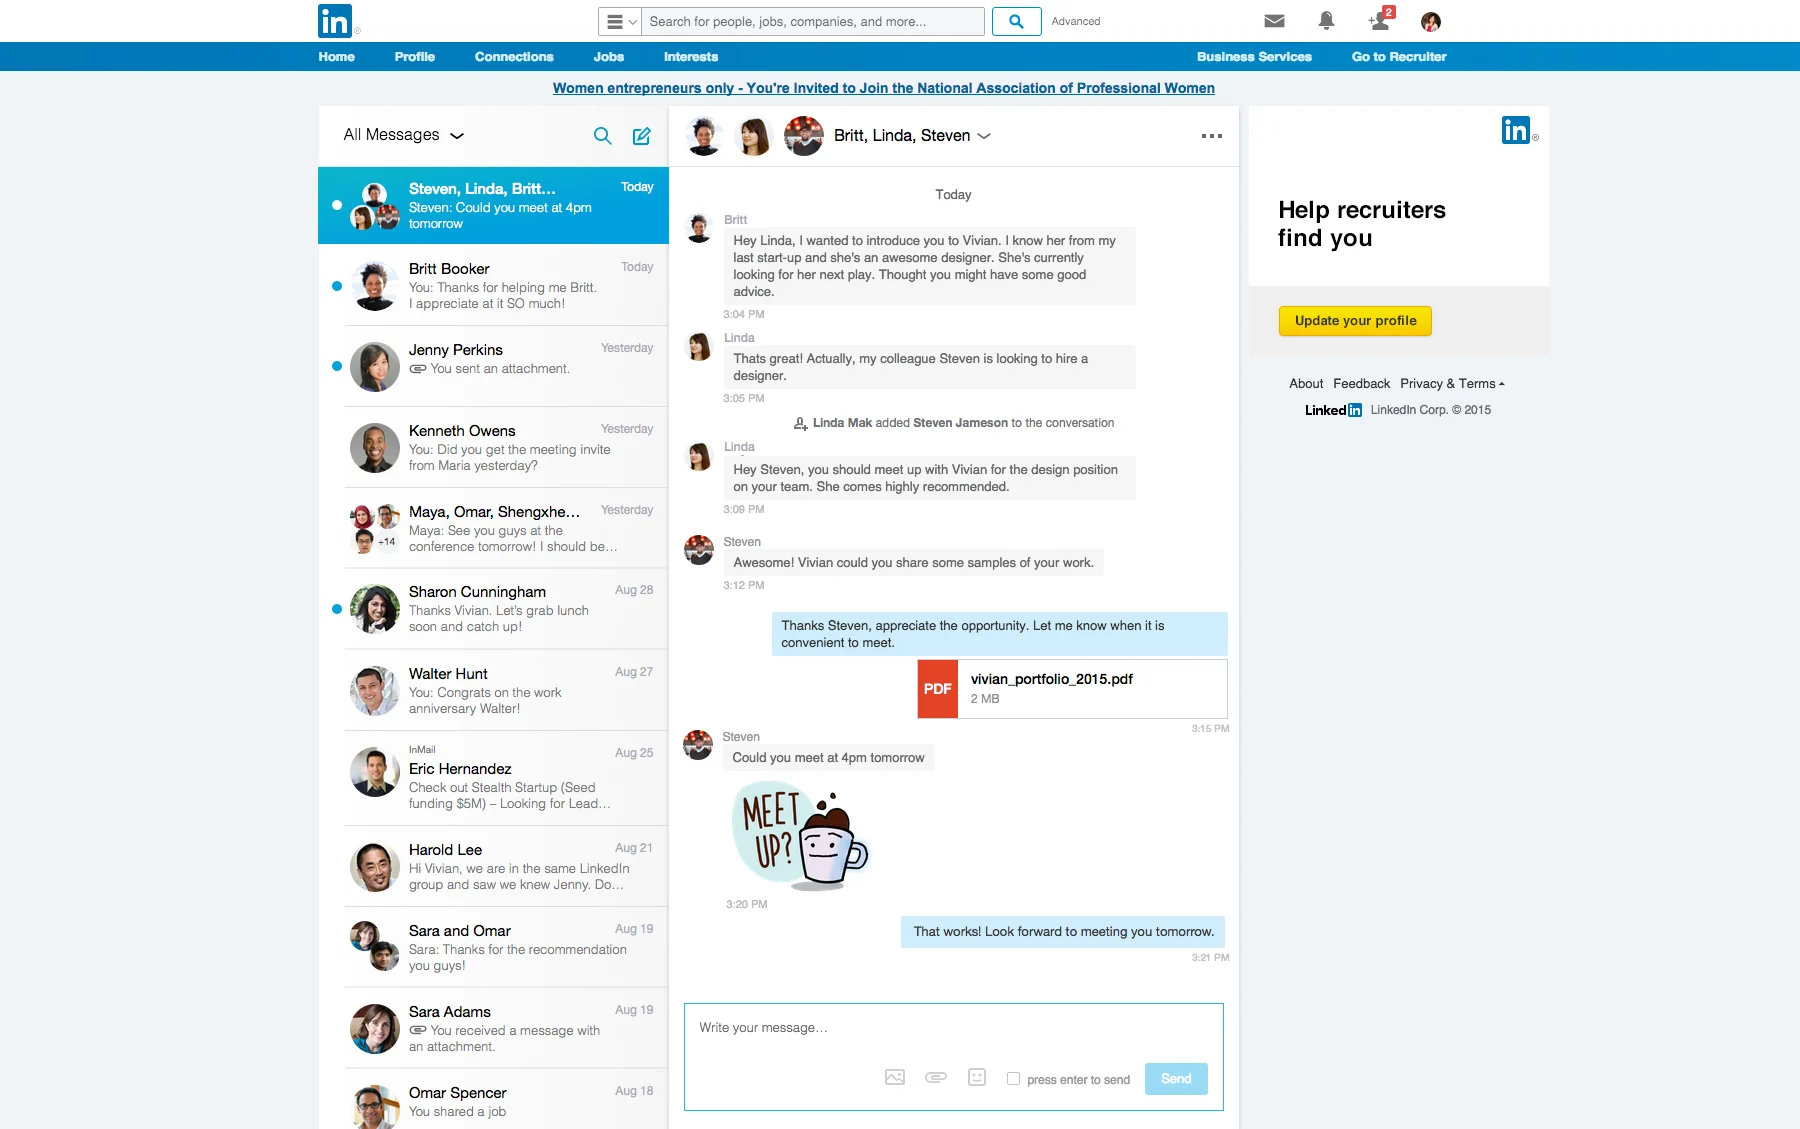 in
Search for people, jobs, companies, and more...
Advanced
2
Home
Profile
Connections
Jobs
Interests
Business Services
Go to Recruiter
Women entrepreneurs only - You're Invited to Join the National Association of Professional Women
All Messages
Steven, Linda, Britt...
Today
Steven: Could you meet at 4pm
tomorrow
Britt Booker
Today
You: Thanks for helping me Britt.
I appreciate at it SO much!
Jenny Perkins
Yesterday
You sent an attachment.
Kenneth Owens
Yesterday
You: Did you get the meeting invite
from Maria yesterday?
Maya, Omar, Shengxhe...
Yesterday
+14
Maya: See you guys at the
conference tomorrow! I should be...
Sharon Cunningham
Aug 28
Thanks Vivian. Let's grab lunch
soon and catch up!
Walter Hunt
Aug 27
You: Congrats on the work
anniversary Walter!
InMail
Eric Hernandez
Aug 25
Check out Stealth Startup (Seed
funding $5M) – Looking for Lead...
Harold Lee
Aug 21
Hi Vivian, we are in the same LinkedIn
group and saw we knew Jenny. Do...
Sara and Omar
Aug 19
Sara: Thanks for the recommendation
you guys!
Sara Adams
Aug 19
You received a message with
an attachment.
Omar Spencer
Aug 18
You shared a job
Britt, Linda, Steven
Today
Britt
Hey Linda, I wanted to introduce you to Vivian. I know her from my
last start-up and she's an awesome designer. She's currently
looking for her next play. Thought you might have some good
advice.
3:04 PM
Linda
Thats great! Actually, my colleague Steven is looking to hire a
designer.
3:05 PM
Linda Mak added Steven Jameson to the conversation
Linda
Hey Steven, you should meet up with Vivian for the design position
on your team. She comes highly recommended.
3:09 PM
Steven
Awesome! Vivian could you share some samples of your work.
3:12 PM
Thanks Steven, appreciate the opportunity. Let me know when it is
convenient to meet.
PDF
vivian_portfolio_2015.pdf
2 MB
3:15 PM
Steven
Could you meet at 4pm tomorrow
MEET
UP?
3:20 PM
That works! Look forward to meeting you tomorrow.
3:21 PM
Write your message...
press enter to send
Send
in
Help recruiters
find you
Update your profile
About
Feedback
Privacy & Terms
Linkedin
LinkedIn Corp. © 2015